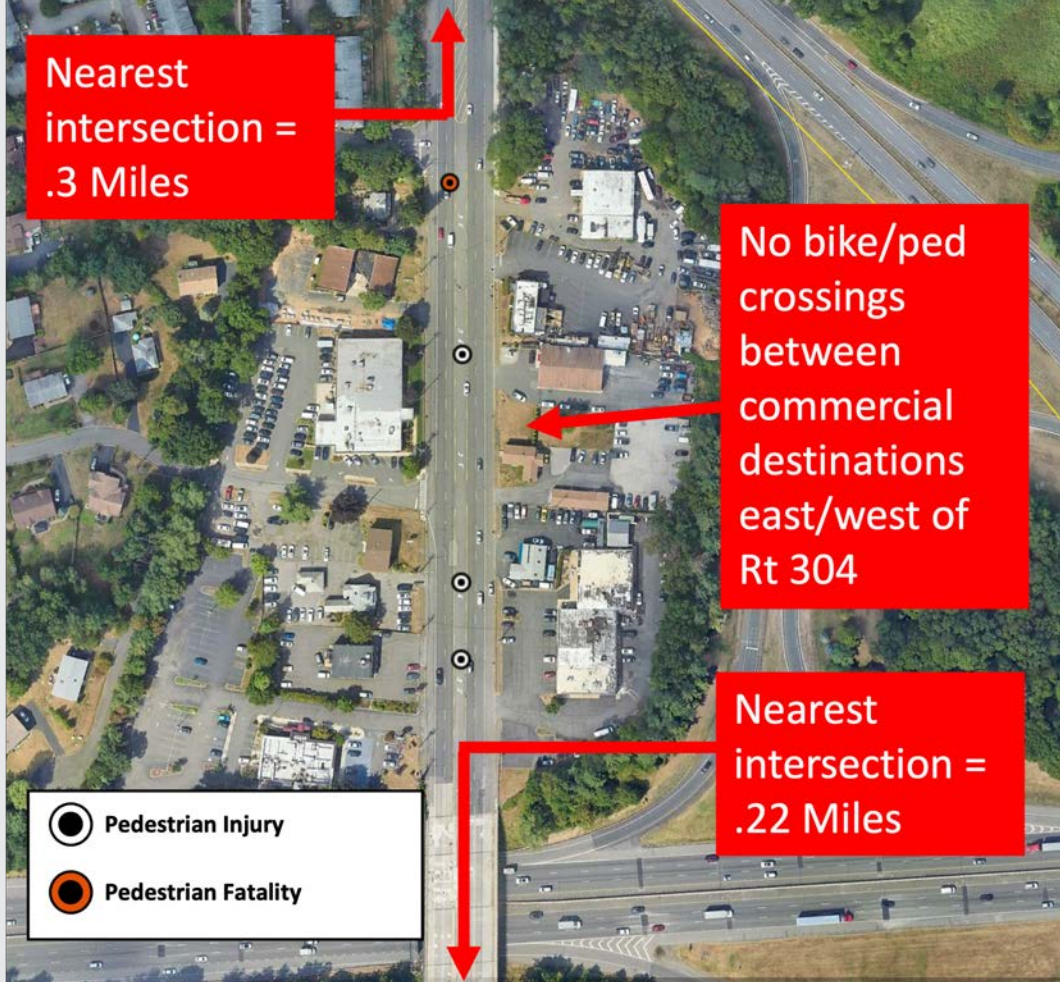 Nearest
intersection =
.3 Miles
No bike/ped
crossings
between
commercial
destinations
east/west of
Rt 304
Nearest
intersection =
.22 Miles
Pedestrian Injury
Pedestrian Fatality